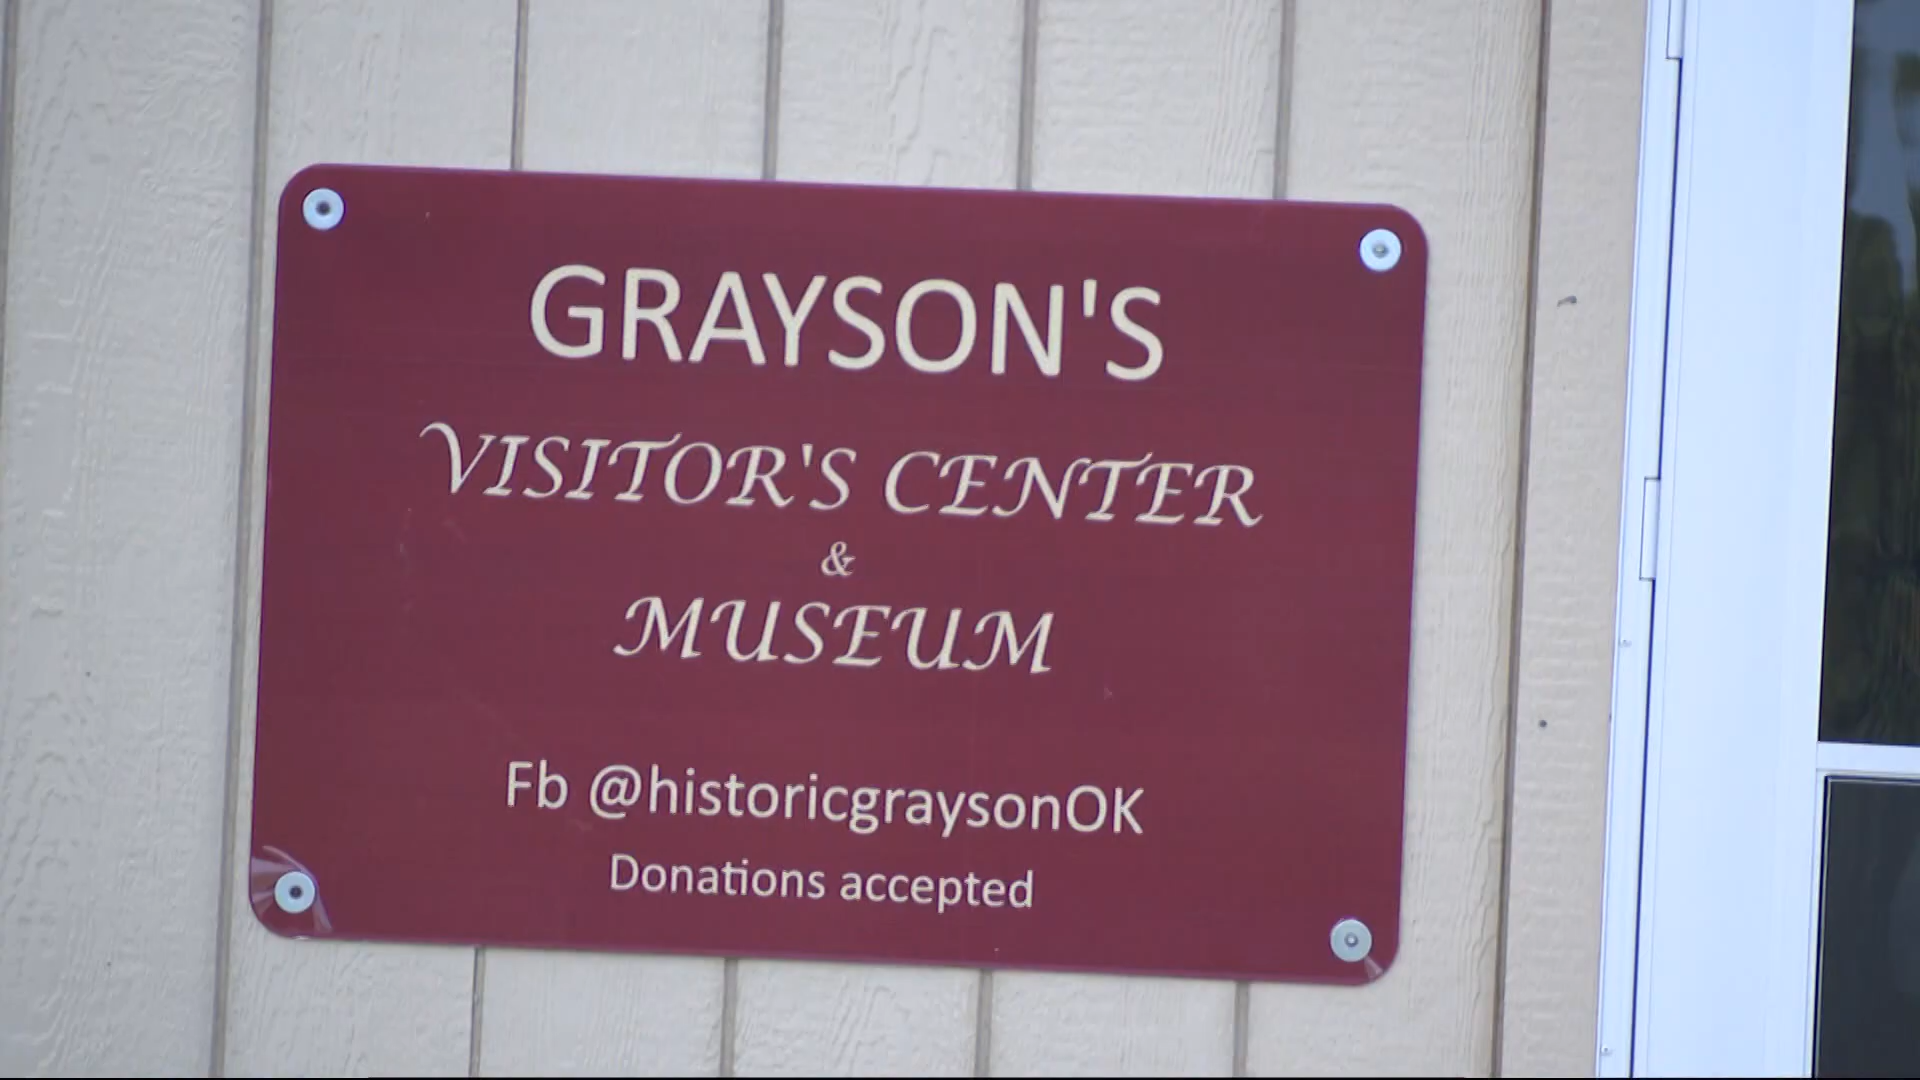 GRAYSON'S
VISITOR'S CENTER
&
MUSEUM
Fb @historicgraysonOK
Donations accepted